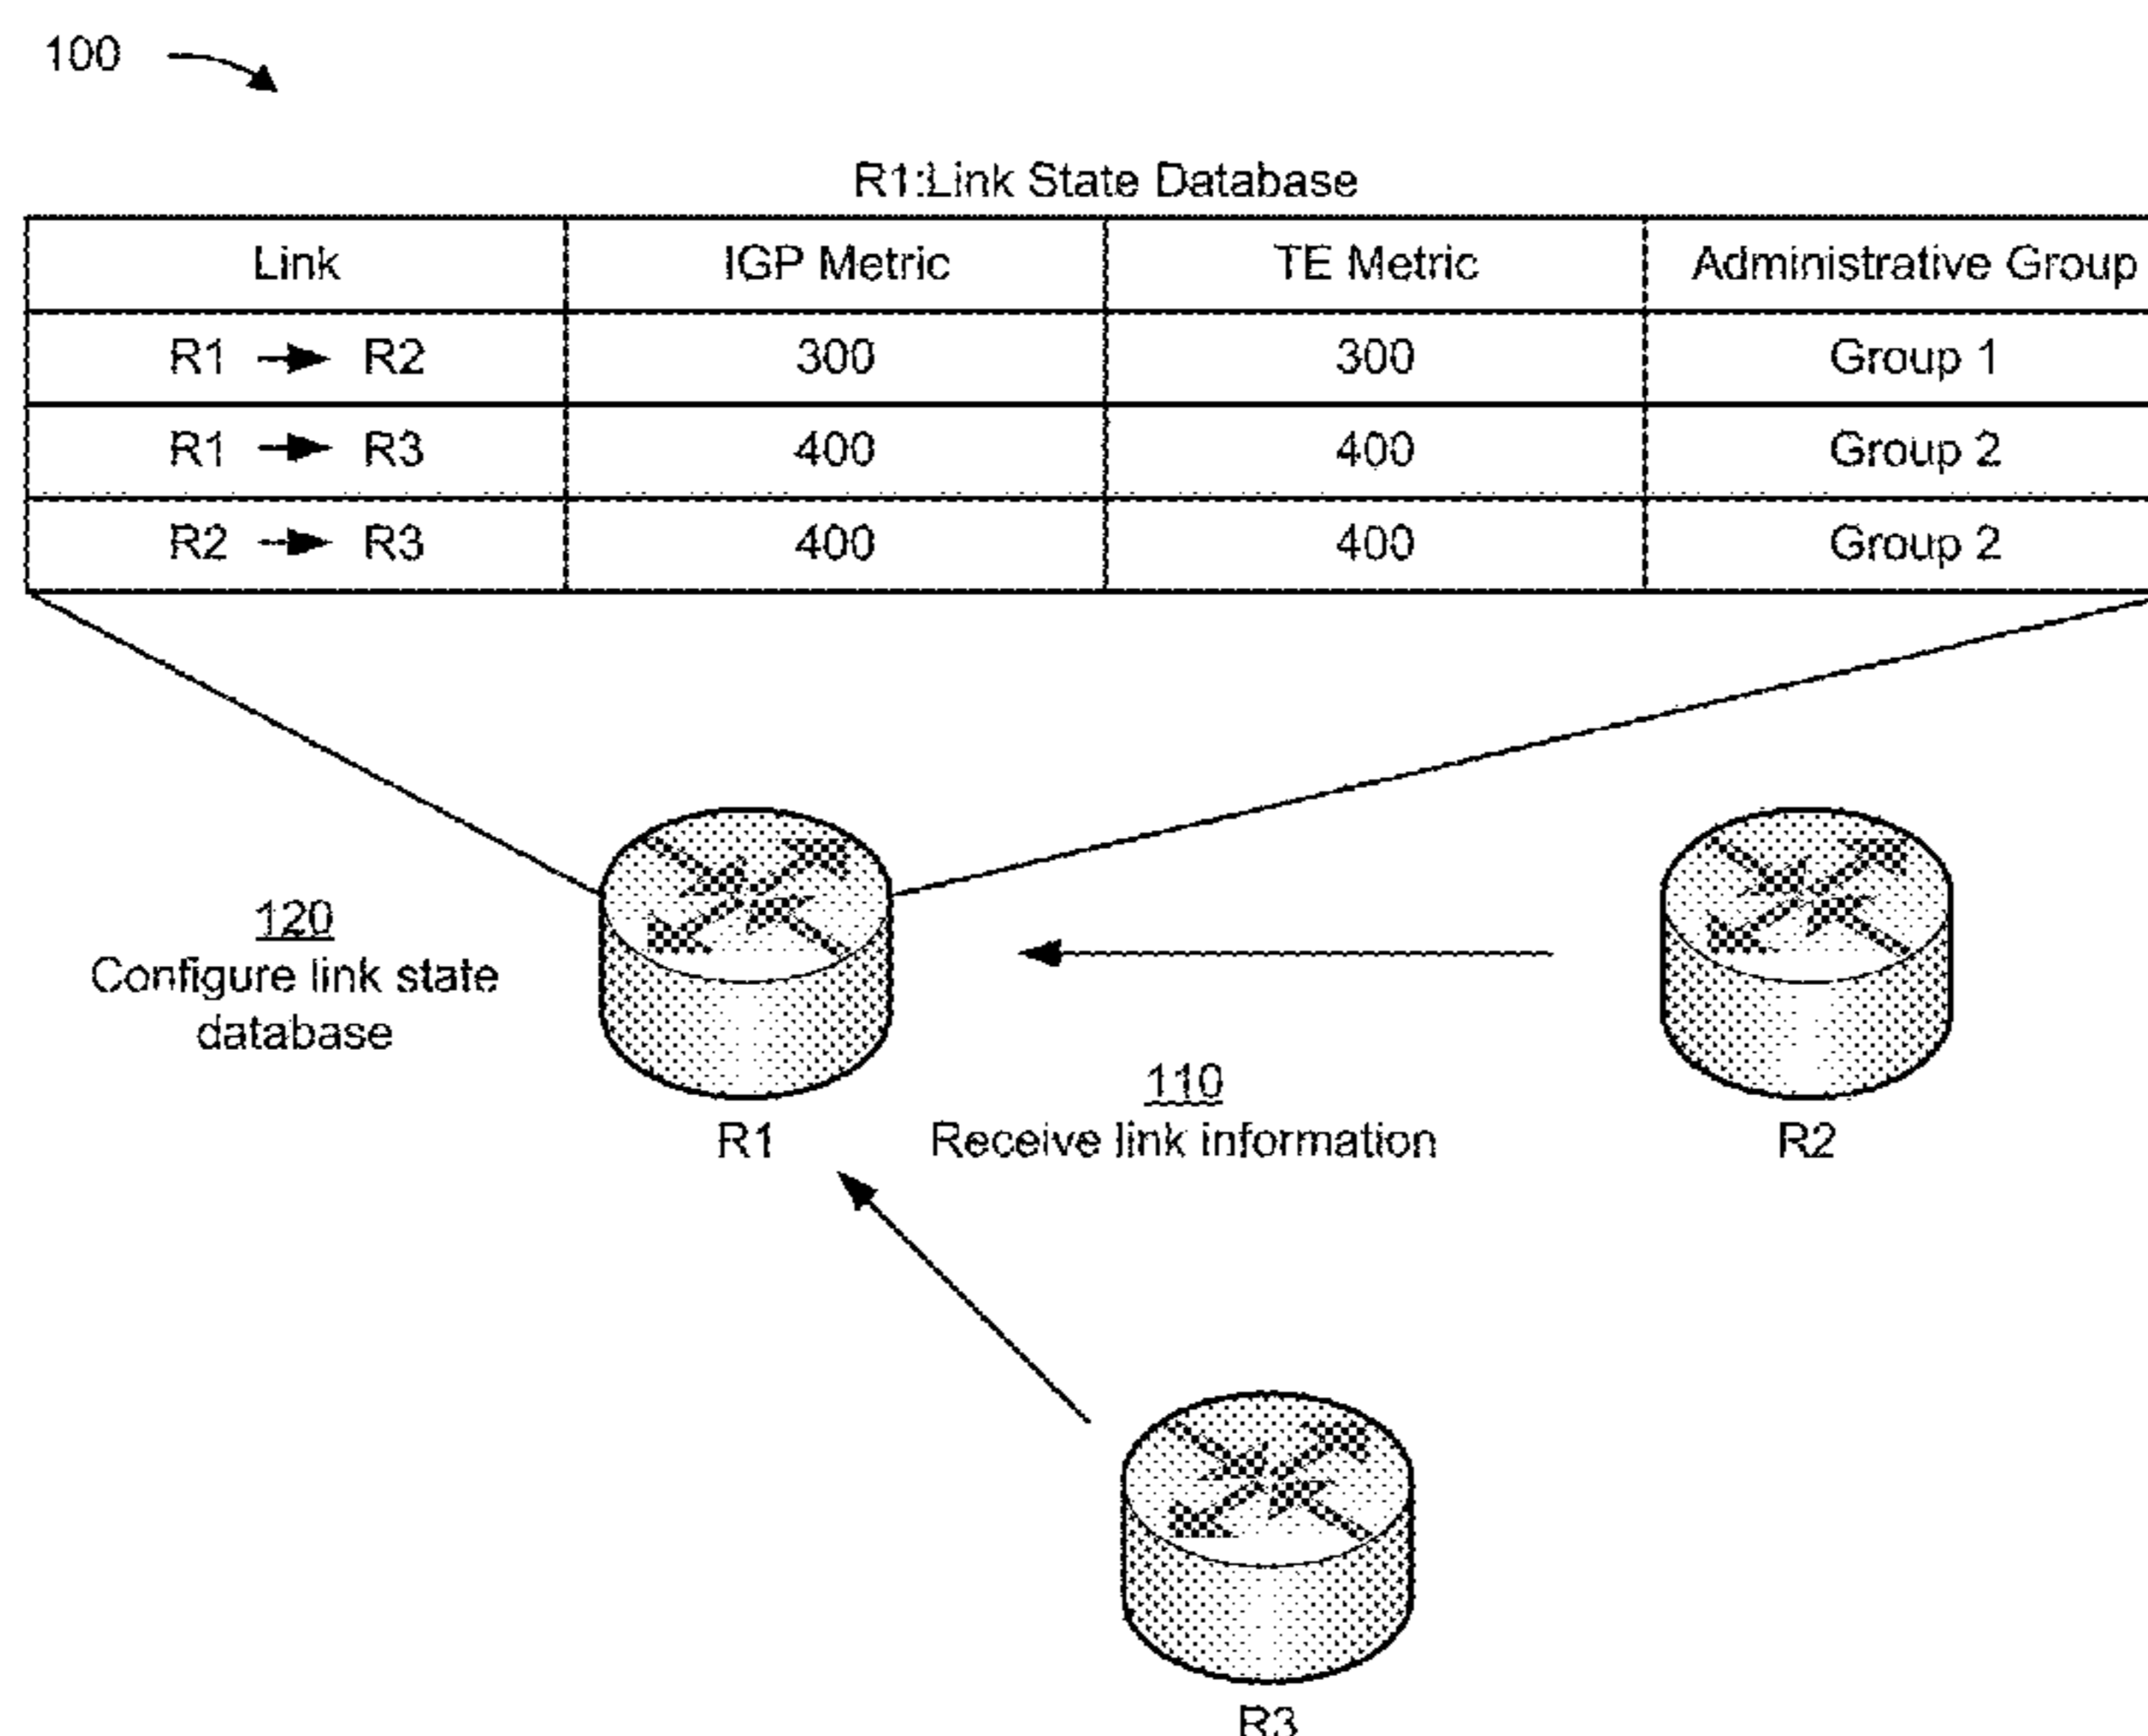 100
R1:Link State Database
Link IGP Metric TE Metric Administrative Group
R1 → R2 300 300 Group 1
R1 → R3 400 400 Group 2
R2 → R3 400 400 Group 2
120
Configure link state
database
110
Receive link information
R1
R2
R3